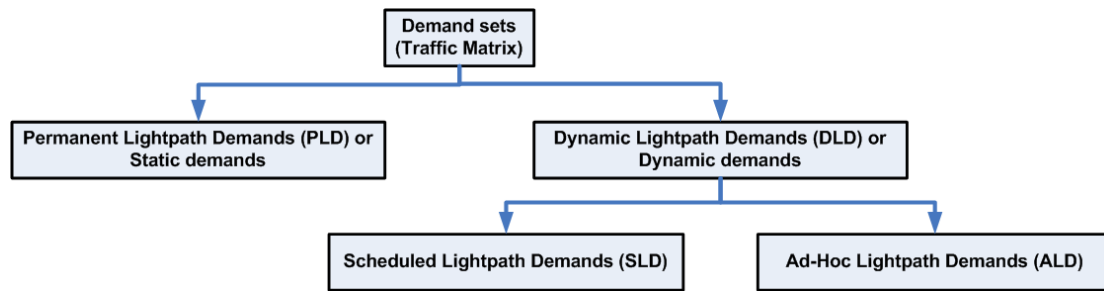 Demand sets
(Traffic Matrix)
Permanent Lightpath Demands (PLD) or
Static demands
Dynamic Lightpath Demands (DLD) or
Dynamic demands
Scheduled Lightpath Demands (SLD)
Ad-Hoc Lightpath Demands (ALD)